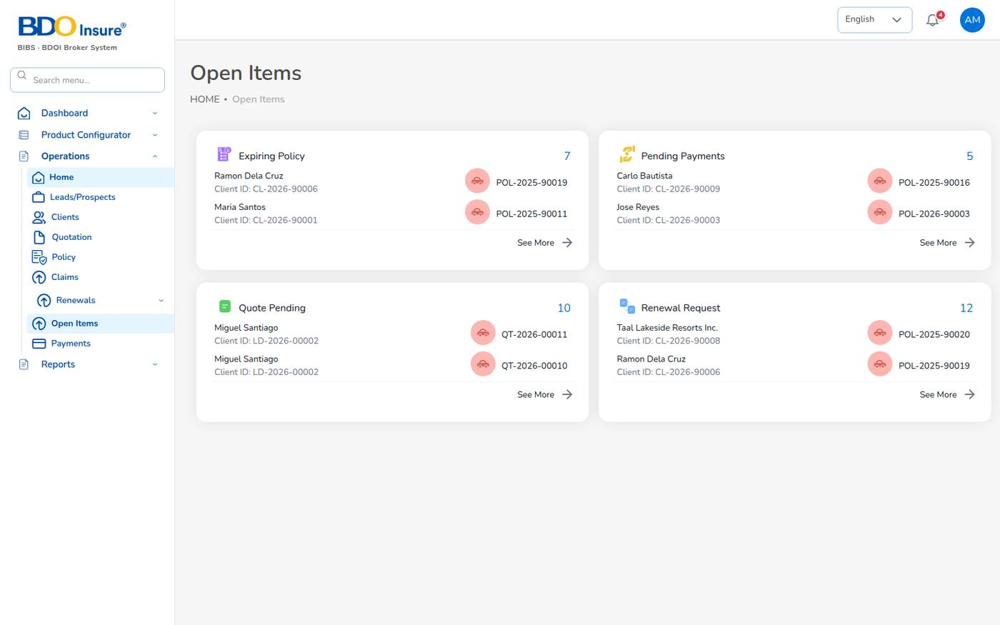 BDO Insure®
BIBS - BDOI Broker System
Search menu...
Dashboard
Product Configurator
Operations
Home
Leads/Prospects
Clients
Quotation
Policy
Claims
Renewals
Open Items
Payments
Reports
English
4
AM
Open Items
HOME • Open Items
Expiring Policy 7
Ramon Dela Cruz
Client ID: CL-2026-90006
POL-2025-90019
Maria Santos
Client ID: CL-2026-90001
POL-2025-90011
See More
Pending Payments 5
Carlo Bautista
Client ID: CL-2026-90009
POL-2025-90016
Jose Reyes
Client ID: CL-2026-90003
POL-2026-90003
See More
Quote Pending 10
Miguel Santiago
Client ID: LD-2026-00002
QT-2026-00011
Miguel Santiago
Client ID: LD-2026-00002
QT-2026-00010
See More
Renewal Request 12
Taal Lakeside Resorts Inc.
Client ID: CL-2026-90008
POL-2025-90020
Ramon Dela Cruz
Client ID: CL-2026-90006
POL-2025-90019
See More